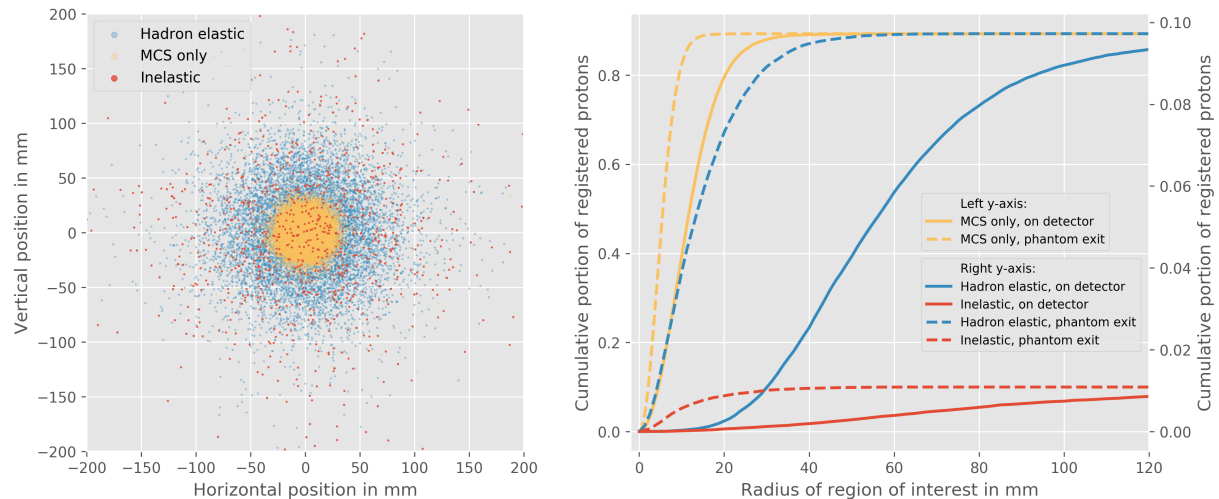 Hadron elastic
MCS only
Inelastic
200
150
100
50
0
−50
−100
−150
−200
Vertical position in mm
−200 −150 −100 −50 0 50 100 150 200
Horizontal position in mm
Cumulative portion of registered protons
0.8
0.6
0.4
0.2
0.0
Left y-axis:
MCS only, on detector
MCS only, phantom exit
Right y-axis:
Hadron elastic, on detector
Inelastic, on detector
Hadron elastic, phantom exit
Inelastic, phantom exit
0.10
0.08
0.06
0.04
0.02
0.00
Cumulative portion of registered protons
0 20 40 60 80 100 120
Radius of region of interest in mm